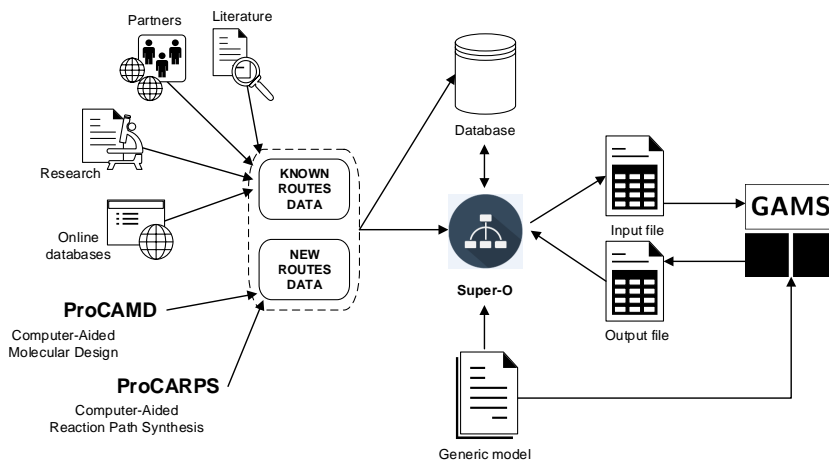 Partners
Literature
Research
Online
databases
KNOWN
ROUTES
DATA
NEW
ROUTES
DATA
ProCAMD
Computer-Aided
Molecular Design
ProCARPS
Computer-Aided
Reaction Path Synthesis
Database
Super-O
Generic model
Input file
Output file
GAMS